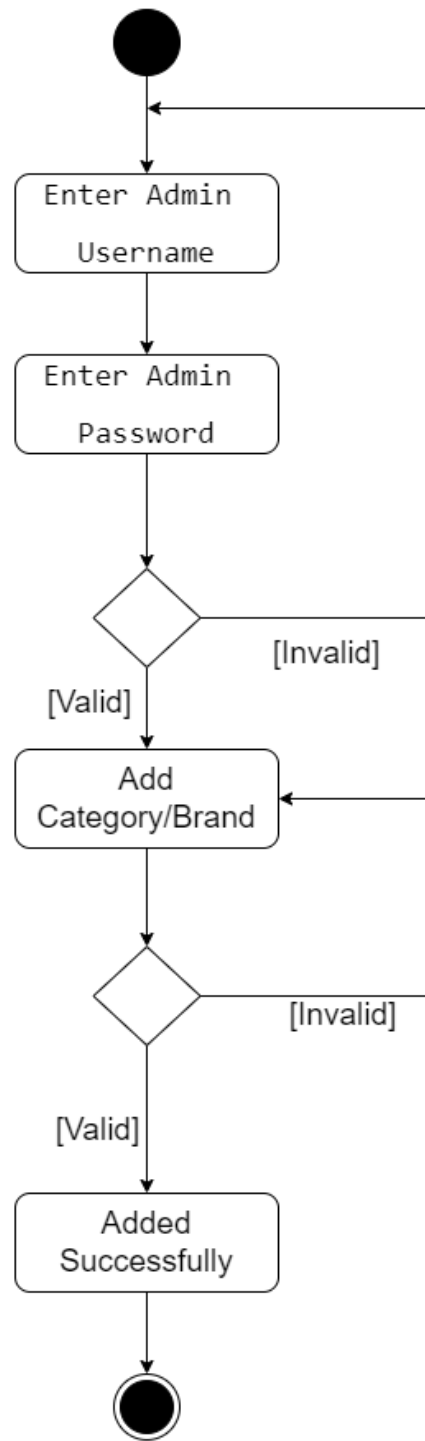 Enter Admin
Username
Enter Admin
Password
[Invalid]
[Valid]
Add
Category/Brand
[Invalid]
[Valid]
Added
Successfully